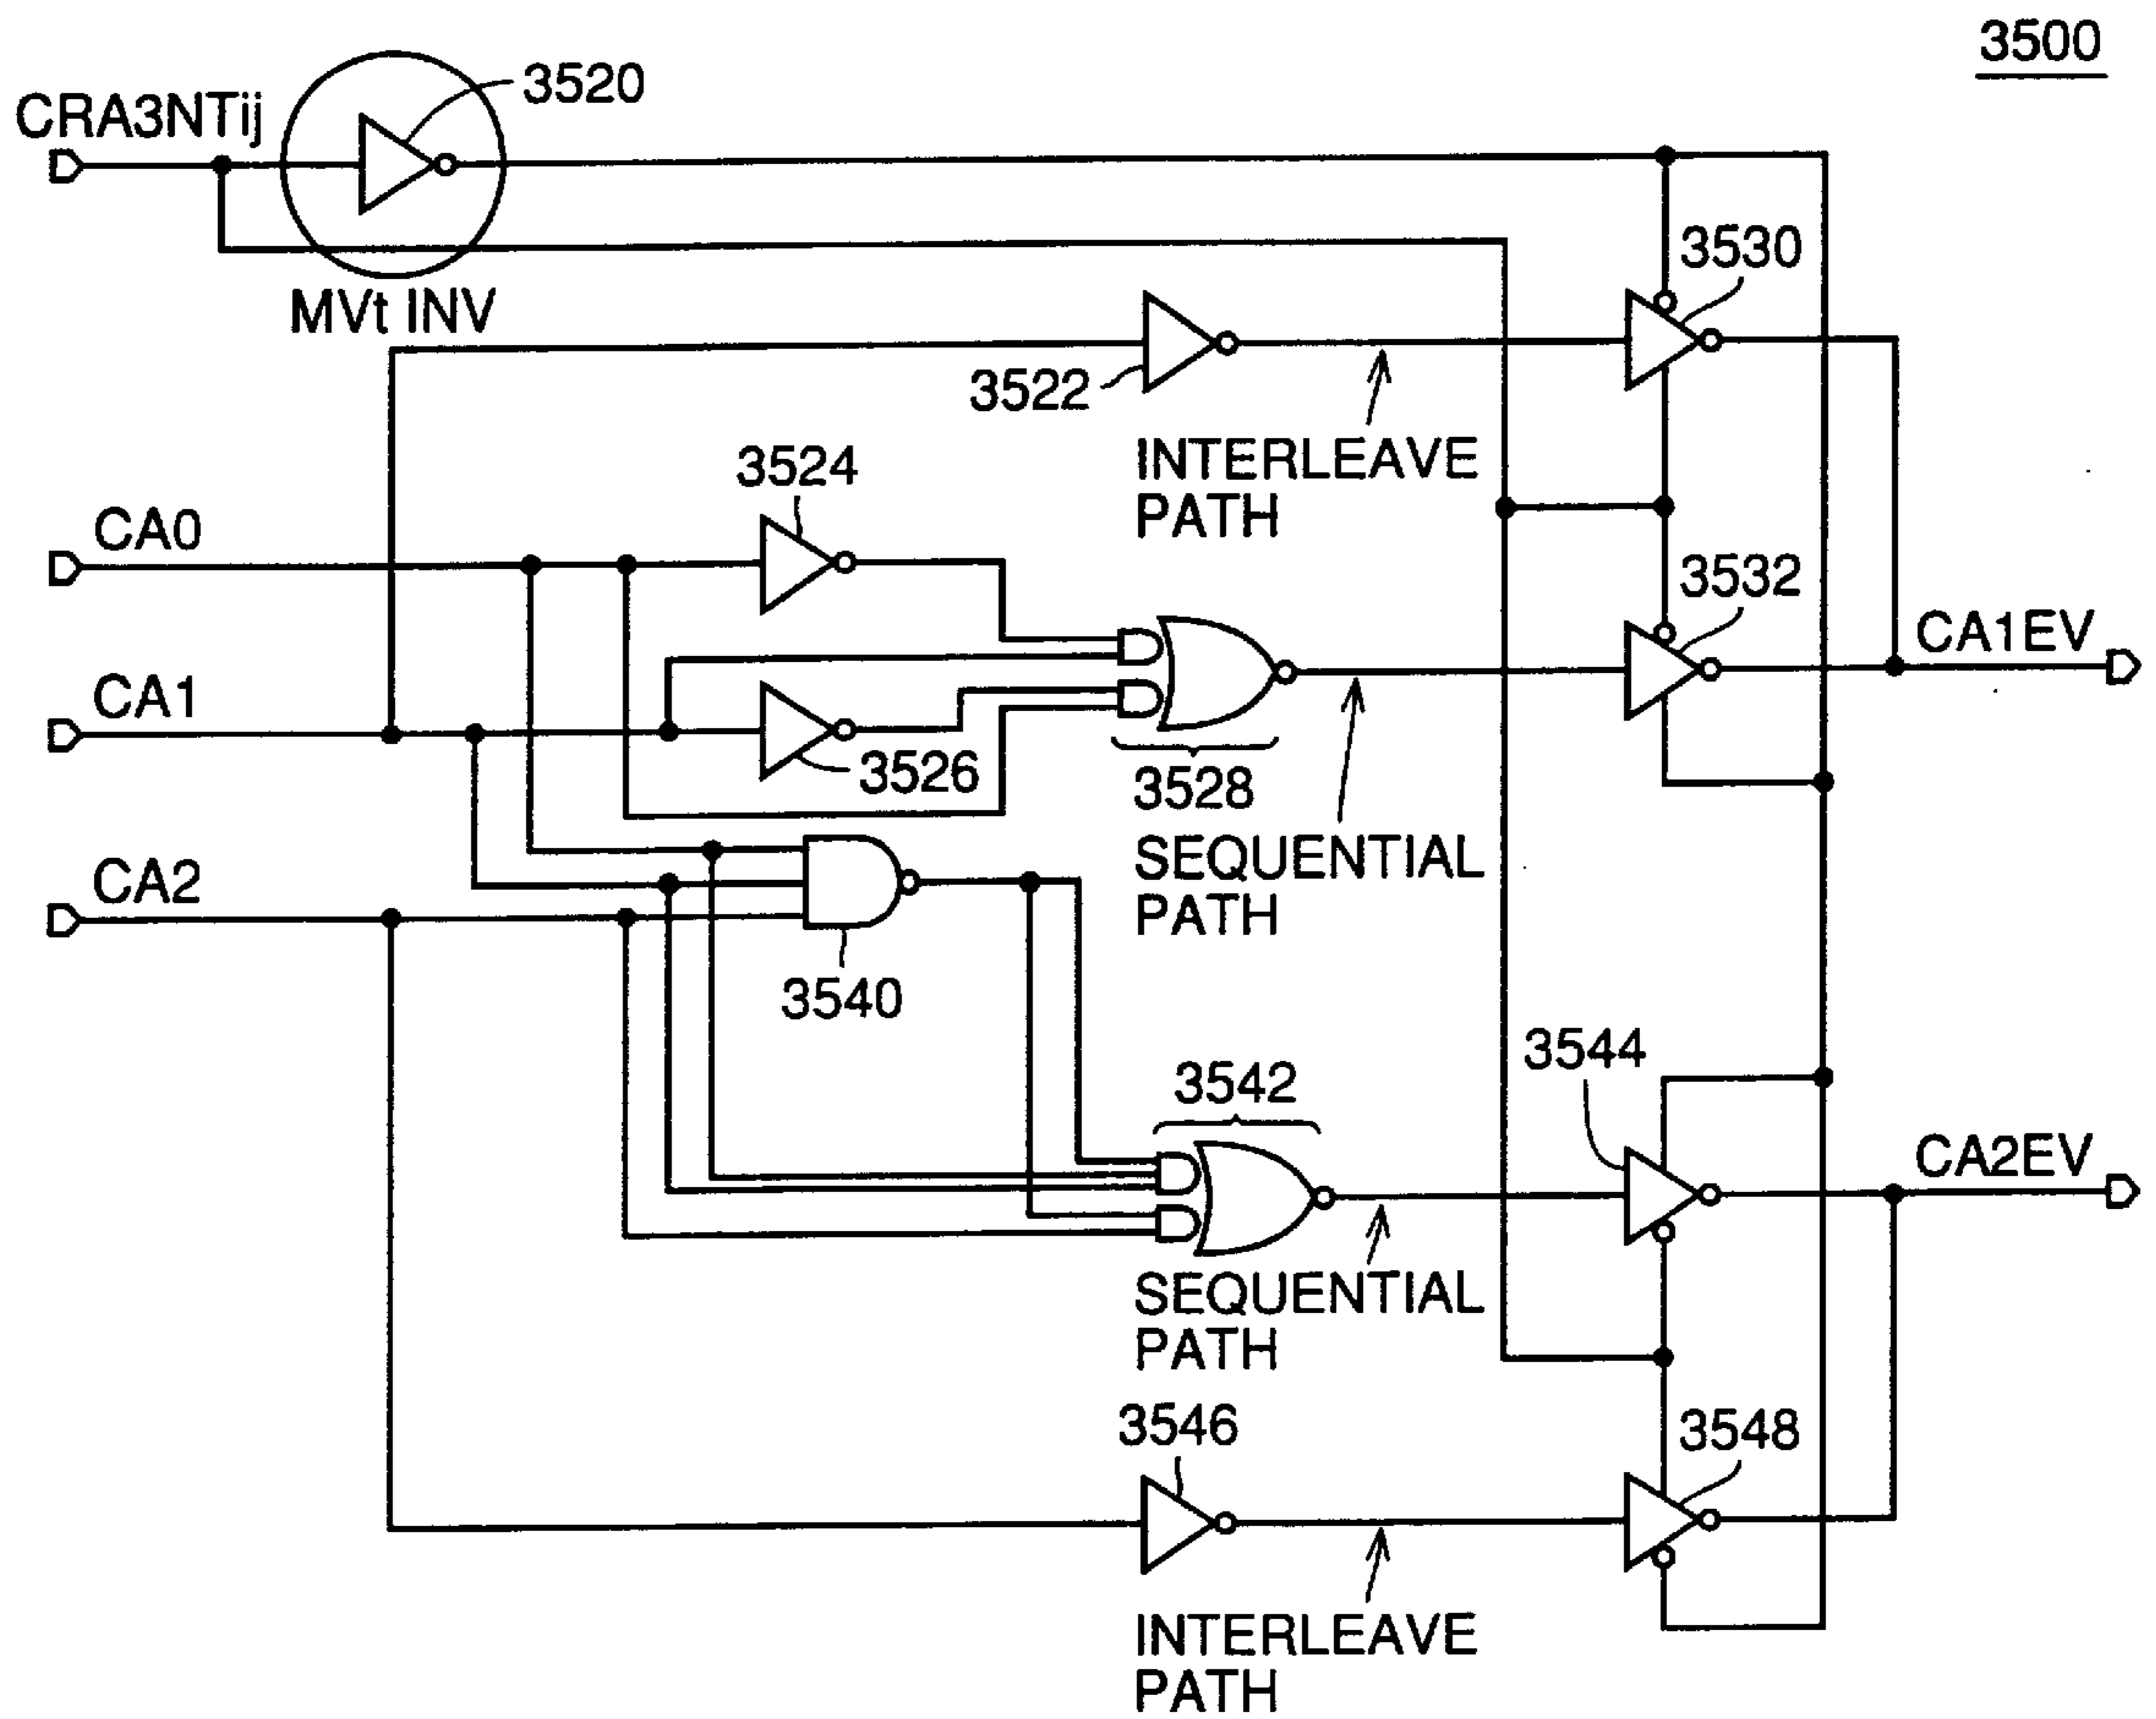 3500
CRA3NTij
3520
MVt INV
3530
3522
INTERLEAVE
PATH
3524
CA0
3532
CA1EV
CA1
3526
3528
SEQUENTIAL
PATH
CA2
3540
3544
3542
CA2EV
SEQUENTIAL
PATH
3546
3548
INTERLEAVE
PATH